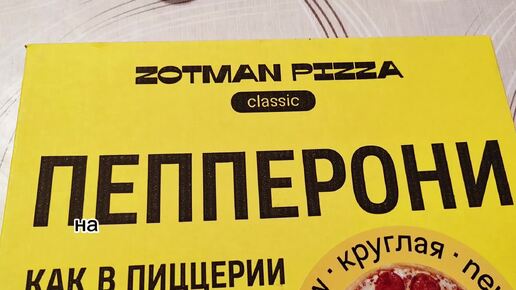 ZOTMAN PIZZA
classic
ПЕППЕРОНИ
на
КАК В ПИЦЦЕРИИ
· круглая ·